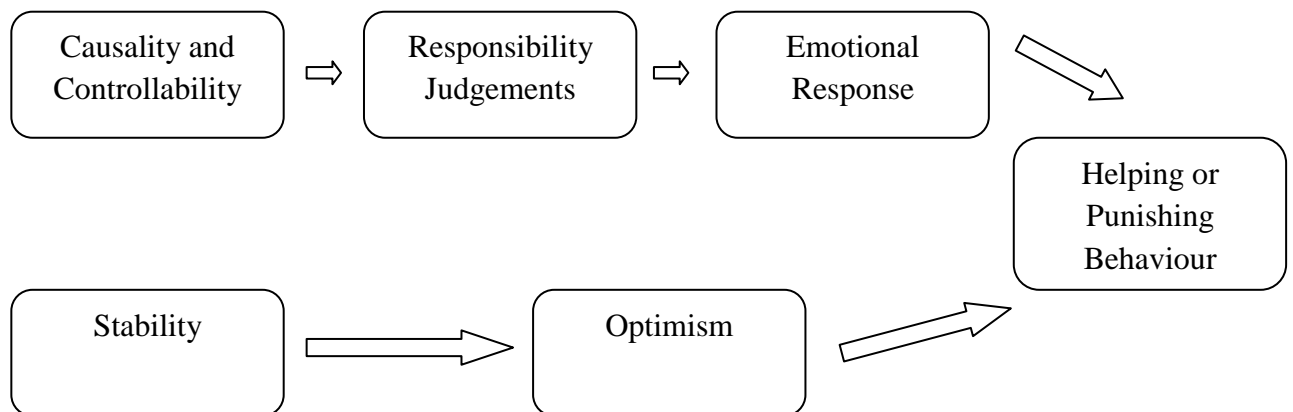 Causality and
Controllability
Responsibility
Judgements
Emotional
Response
Helping or
Punishing
Behaviour
Stability
Optimism